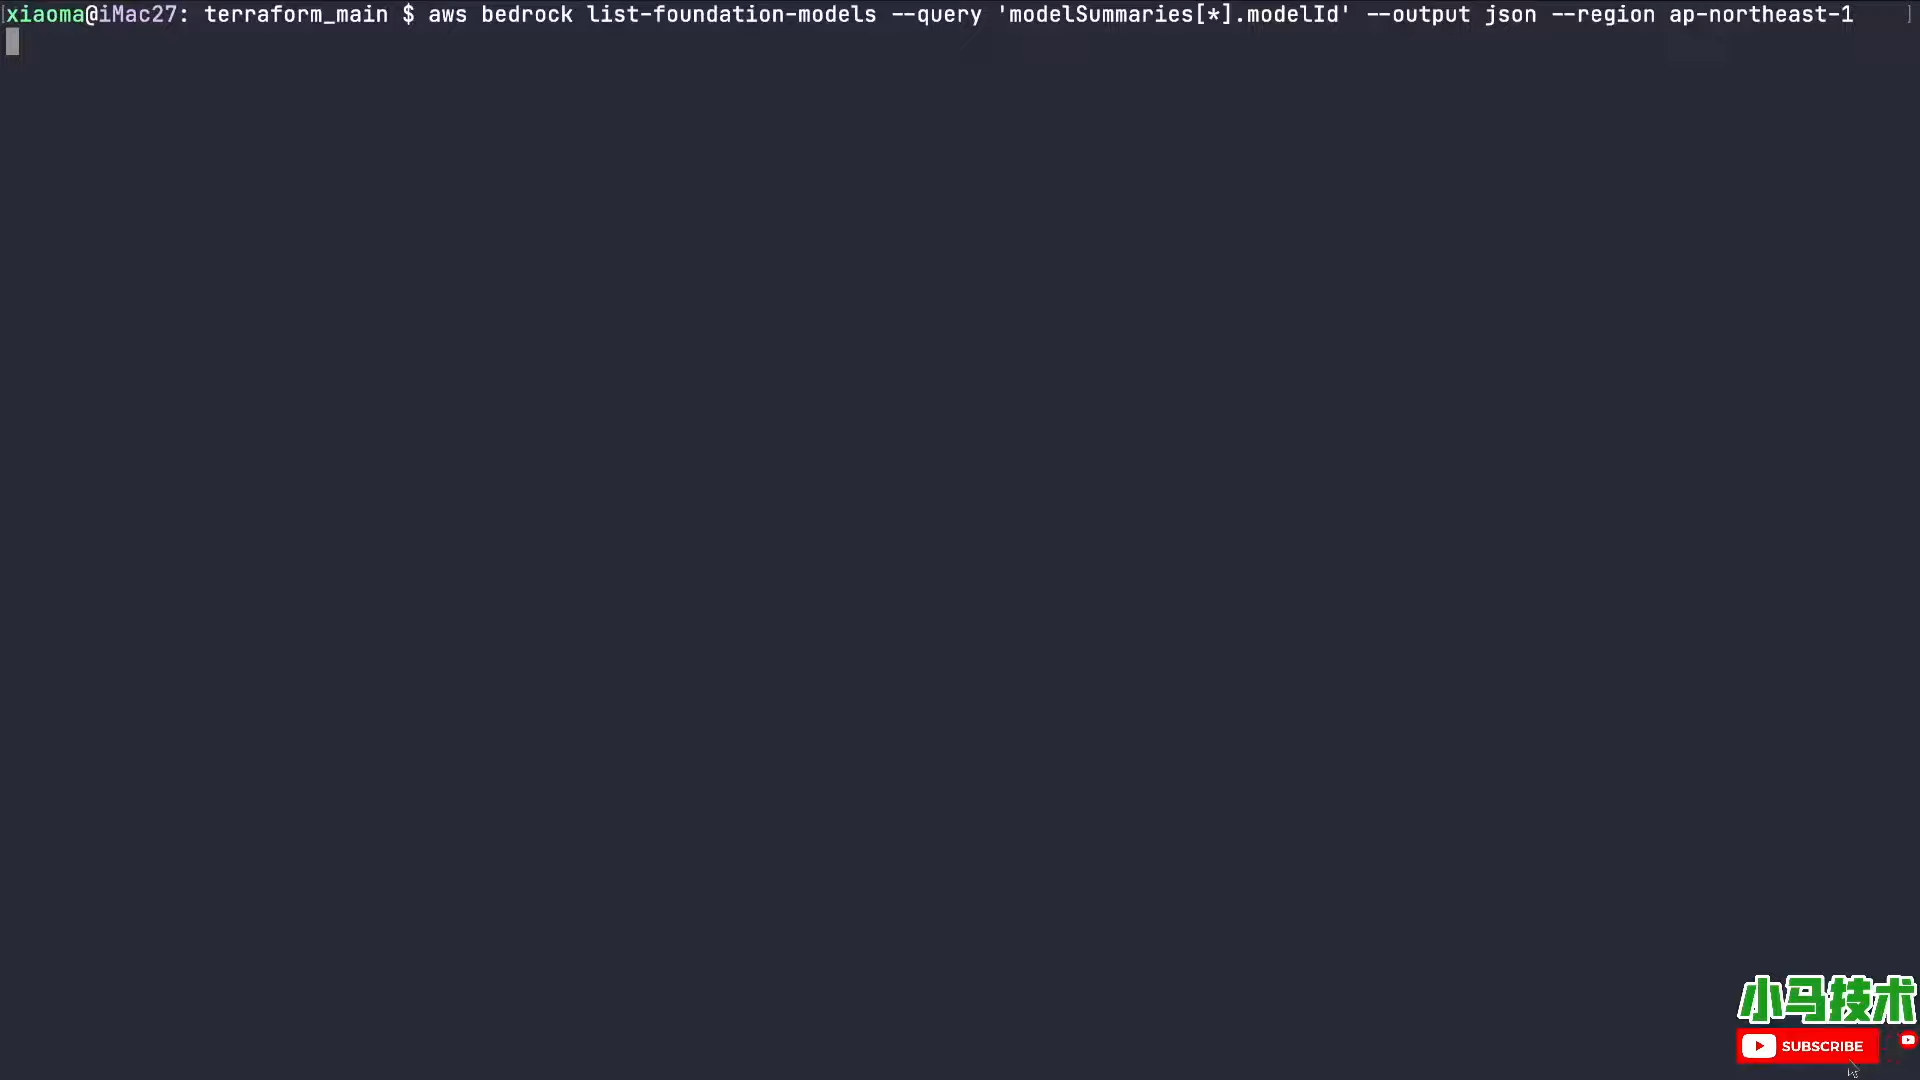 xiaoma@iMac27: terraform_main $ aws bedrock list-foundation-models --query 'modelSummaries[*].modelId' --output json --region ap-northeast-1
小马技术
SUBSCRIBE